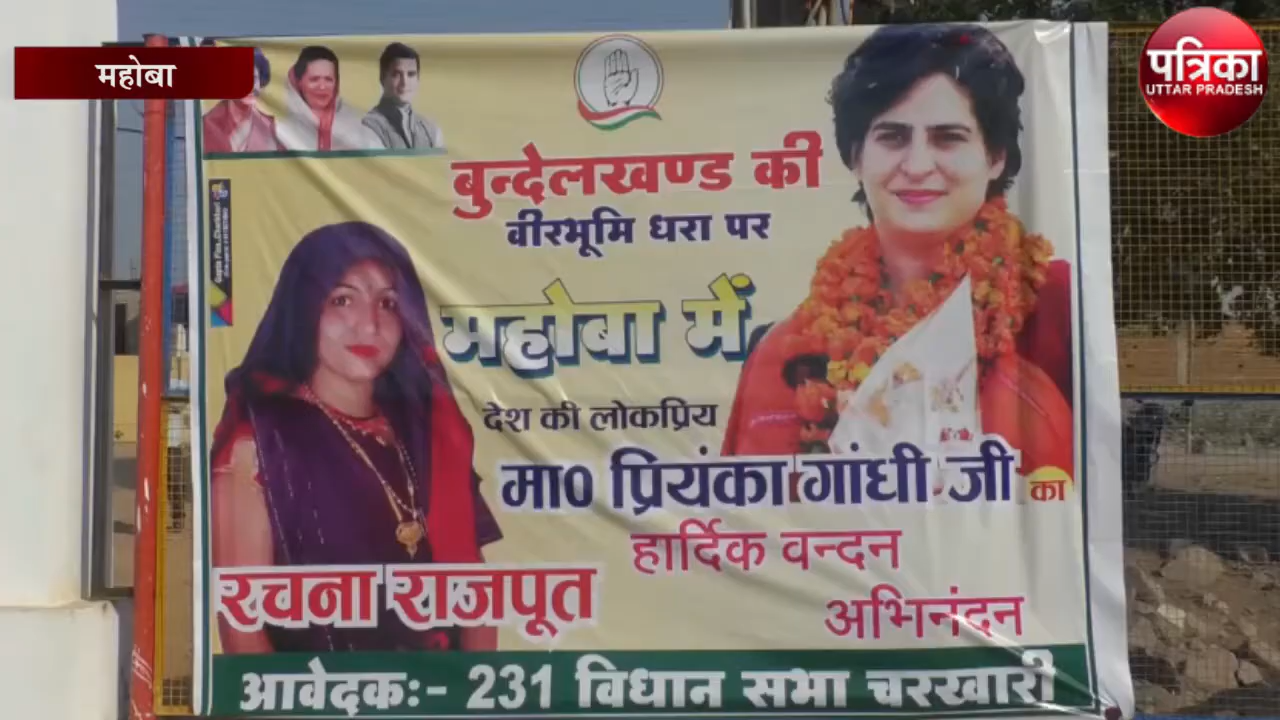 महोबा
पत्रिका
UTTAR PRADESH
बुन्देलखण्ड की
वीरभूमि धरा पर
महोबा में
देश की लोकप्रिय
मा० प्रियंका गांधी जी का
हार्दिक वन्दन
अभिनंदन
रचना राजपूत
आवेदकः- 231 विधान सभा चरखारी